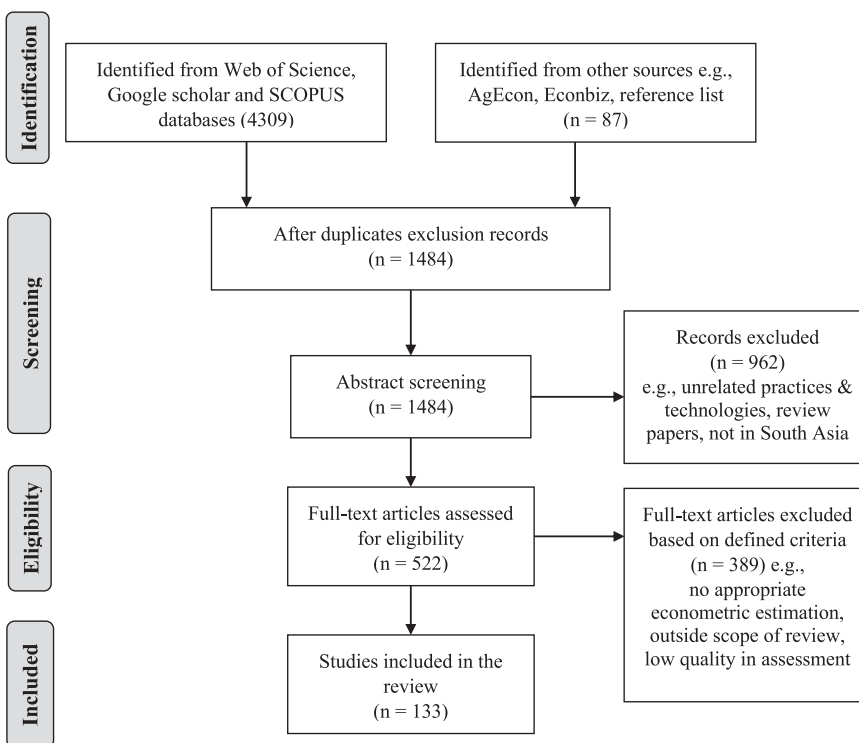 Identification
Identified from Web of Science,
Google scholar and SCOPUS
databases (4309)
Identified from other sources e.g.,
AgEcon, Econbiz, reference list
(n = 87)
Screening
After duplicates exclusion records
(n = 1484)
Abstract screening
(n = 1484)
Records excluded
(n = 962)
e.g., unrelated practices &
technologies, review
papers, not in South Asia
Eligibility
Full-text articles assessed
for eligibility
(n = 522)
Full-text articles excluded
based on defined criteria
(n = 389) e.g.,
no appropriate
econometric estimation,
outside scope of review,
low quality in assessment
Included
Studies included in the
review
(n = 133)